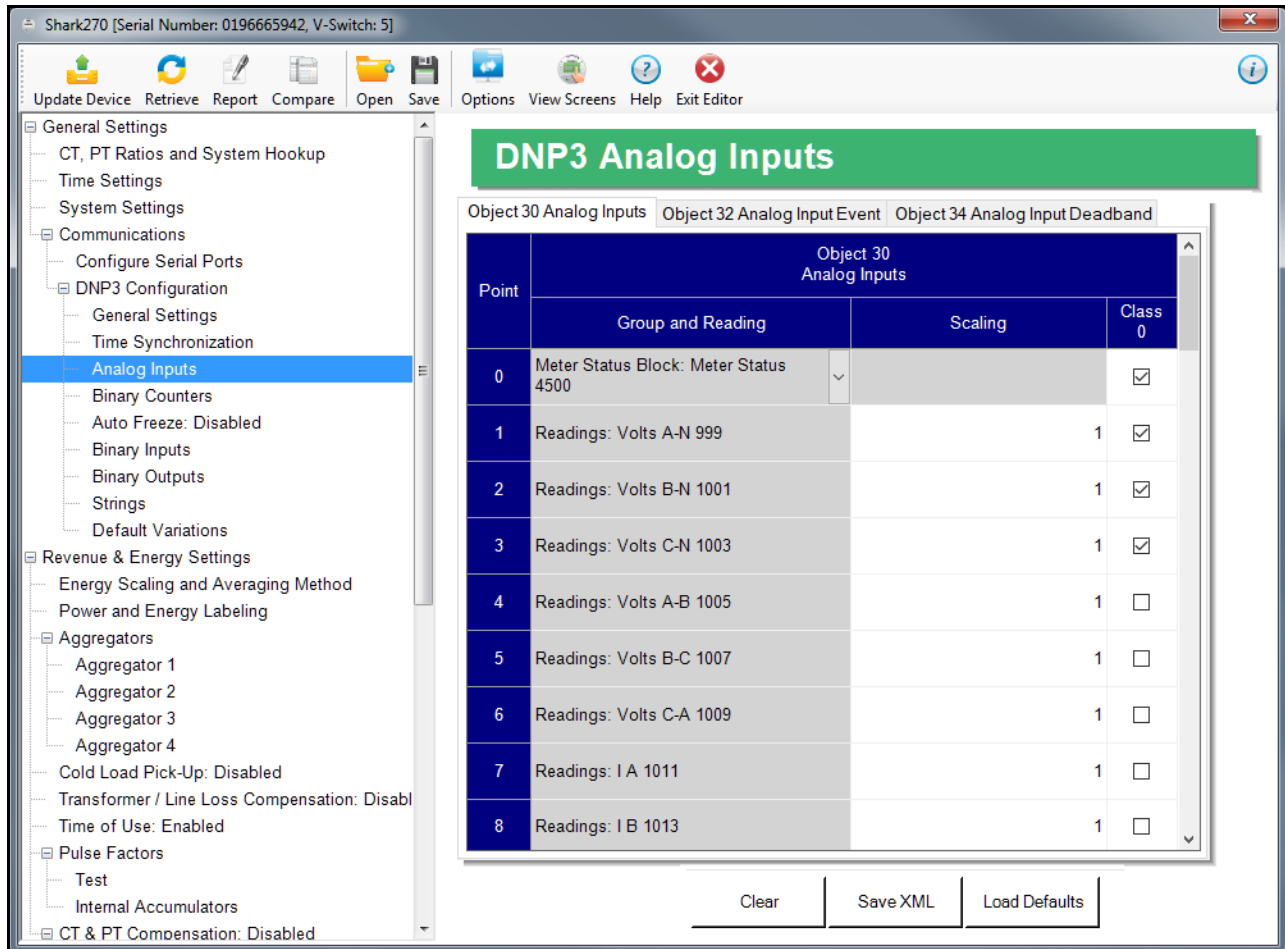 Shark270 [Serial Number: 0196665942, V-Switch: 5]
Update Device Retrieve Report Compare Open Save Options View Screens Help Exit Editor
General Settings
CT, PT Ratios and System Hookup
Time Settings
System Settings
Communications
Configure Serial Ports
DNP3 Configuration
General Settings
Time Synchronization
Analog Inputs
Binary Counters
Auto Freeze: Disabled
Binary Inputs
Binary Outputs
Strings
Default Variations
Revenue & Energy Settings
Energy Scaling and Averaging Method
Power and Energy Labeling
Aggregators
Aggregator 1
Aggregator 2
Aggregator 3
Aggregator 4
Cold Load Pick-Up: Disabled
Transformer / Line Loss Compensation: Disabl
Time of Use: Enabled
Pulse Factors
Test
Internal Accumulators
CT & PT Compensation: Disabled
DNP3 Analog Inputs
Object 30 Analog Inputs Object 32 Analog Input Event Object 34 Analog Input Deadband
Point
Object 30
Analog Inputs
Group and Reading Scaling Class
0
0 Meter Status Block: Meter Status
4500
1 Readings: Volts A-N 999 1
2 Readings: Volts B-N 1001 1
3 Readings: Volts C-N 1003 1
4 Readings: Volts A-B 1005 1
5 Readings: Volts B-C 1007 1
6 Readings: Volts C-A 1009 1
7 Readings: I A 1011 1
8 Readings: I B 1013 1
Clear Save XML Load Defaults